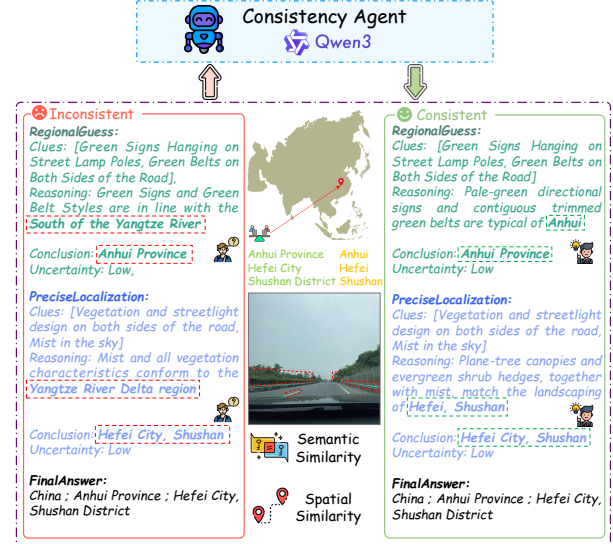 Consistency Agent
Qwen3
Inconsistent
RegionalGuess:
Clues: [Green Signs Hanging on
Street Lamp Poles, Green Belts on
Both Sides of the Road],
Reasoning: Green Signs and Green
Belt Styles are in line with the
South of the Yangtze River
Conclusion: Anhui Province
Uncertainty: Low,
PreciseLocalization:
Clues: [Vegetation and streetlight
design on both sides of the road,
Mist in the sky]
Reasoning: Mist and all vegetation
characteristics conform to the
Yangtze River Delta region
Conclusion: Hefei City, Shushan
Uncertainty: Low
FinalAnswer:
China ; Anhui Province ; Hefei City,
Shushan District
Anhui Province
Hefei City
Shushan District
Anhui
Hefei
Shushan
Semantic
Similarity
Spatial
Similarity
Consistent
RegionalGuess:
Clues: [Green Signs Hanging on
Street Lamp Poles, Green Belts on
Both Sides of the Road]
Reasoning: Pale-green directional
signs and contiguous trimmed
green belts are typical of Anhui
Conclusion: Anhui Province
Uncertainty: Low,
PreciseLocalization:
Clues: [Vegetation and streetlight
design on both sides of the road,
Mist in the sky]
Reasoning: Plane-tree canopies and
evergreen shrub hedges, together
with mist, match the landscaping
of Hefei, Shushan
Conclusion: Hefei City, Shushan
Uncertainty: Low
FinalAnswer:
China ; Anhui Province ; Hefei City,
Shushan District